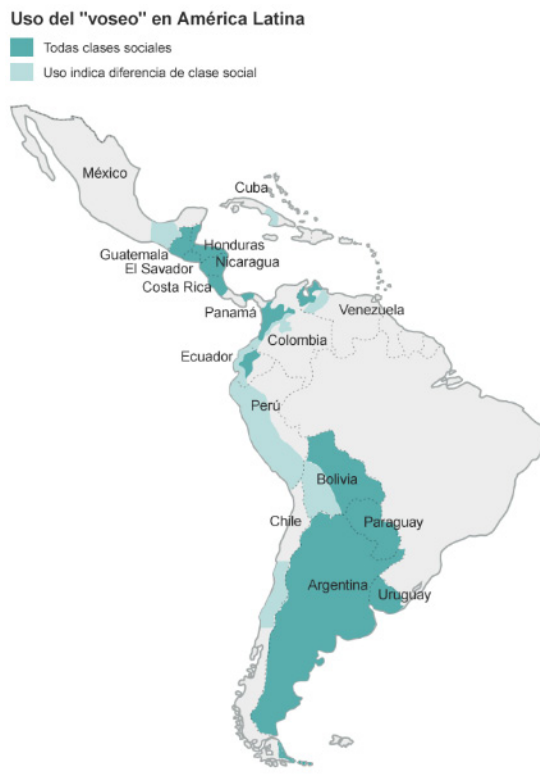 Uso del "voseo" en América Latina
Todas clases sociales
Uso indica diferencia de clase social
México
Cuba
Guatemala
Honduras
El Savador
Nicaragua
Costa Rica
Panamá
Venezuela
Colombia
Ecuador
Perú
Bolivia
Chile
Paraguay
Argentina
Uruguay